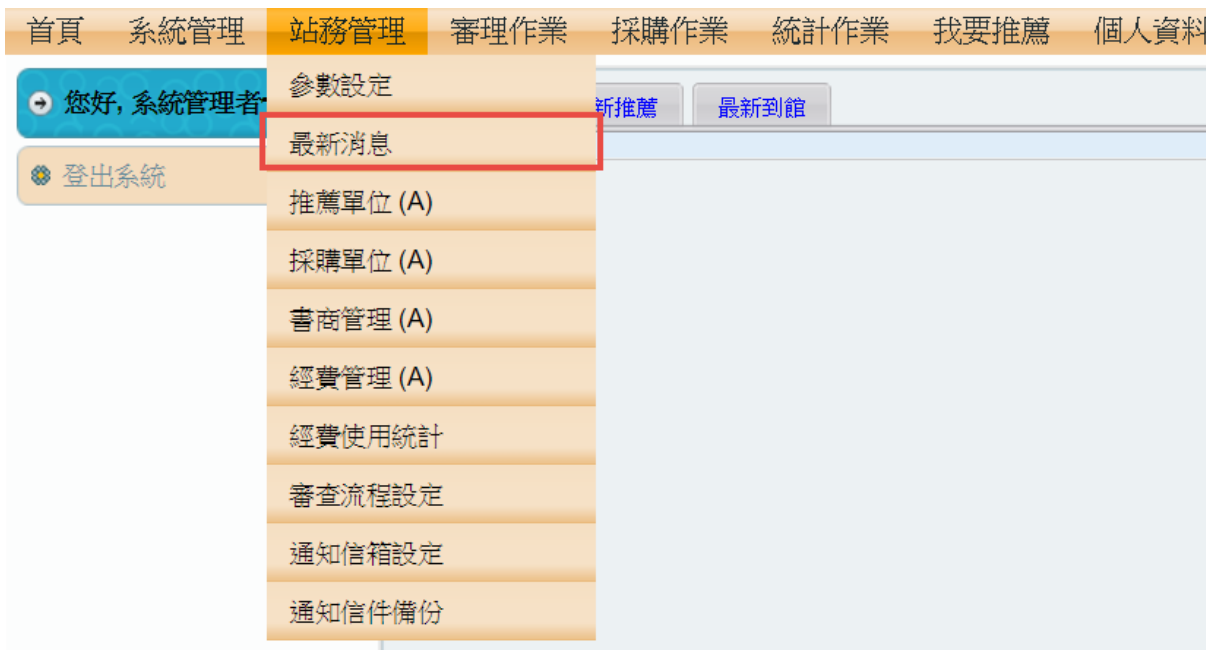 首頁 系統管理 站務管理 審理作業 採購作業 統計作業 我要推薦 個人資料
您好, 系統管理者
登出系統
參數設定
最新消息
推薦單位 (A)
採購單位 (A)
書商管理 (A)
經費管理 (A)
經費使用統計
審查流程設定
通知信箱設定
通知信件備份
新推薦 最新到館